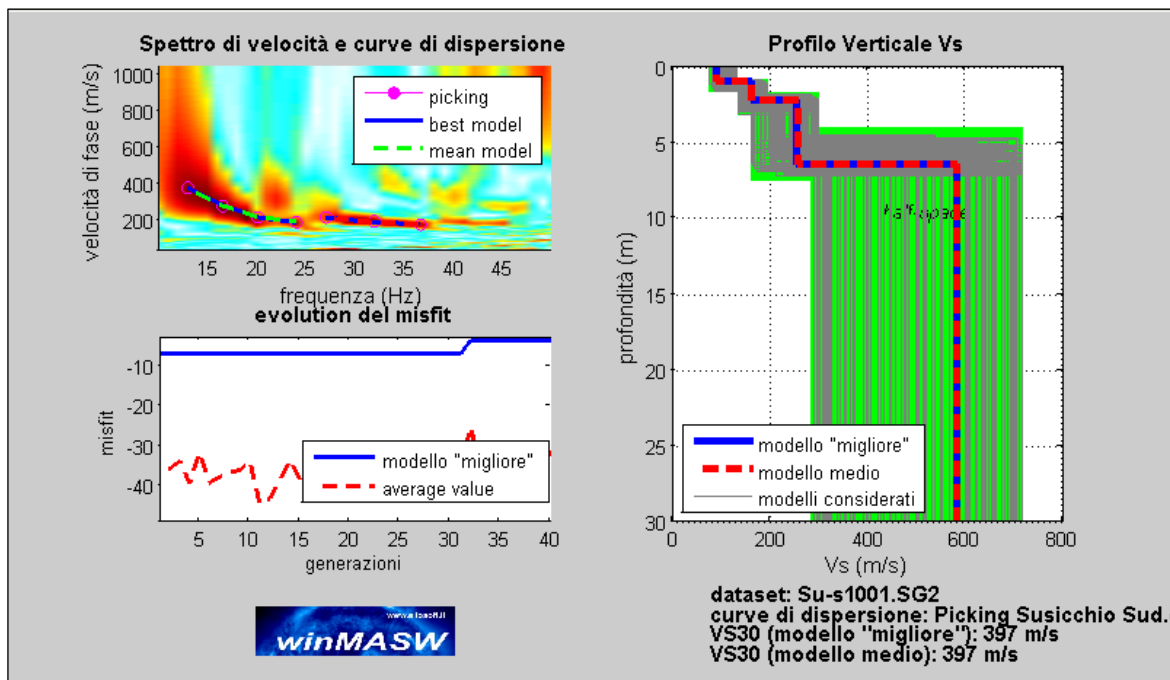 Spettro di velocità e curve di dispersione
1000
800
600
400
200
velocità di fase (m/s)
picking
best model
mean model
15
20
25
30
35
40
45
frequenza (Hz)
evolution del misfit
-10
-20
-30
-40
misfit
modello "migliore"
average value
5
10
15
20
25
30
35
40
generazioni
www.eliosoft.it
winMASW
Profilo Verticale Vs
0
5
10
15
20
25
30
profondità (m)
half-space
modello "migliore"
modello medio
modelli considerati
0
200
400
600
800
Vs (m/s)
dataset: Su-s1001.SG2
curve di dispersione: Picking Susicchio Sud.
VS30 (modello "migliore"): 397 m/s
VS30 (modello medio): 397 m/s